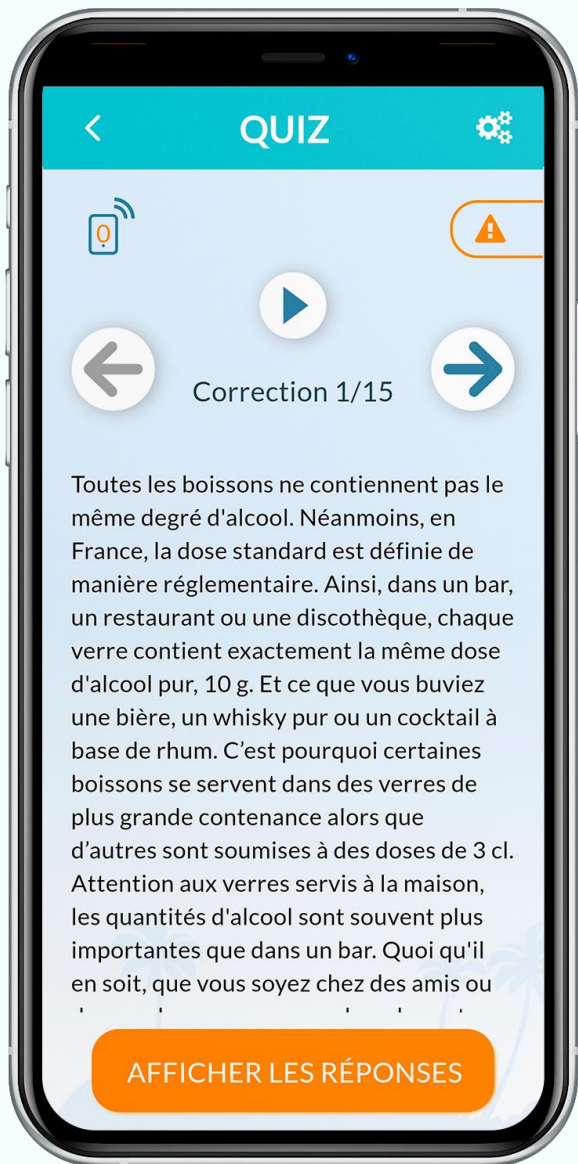 QUIZ
0
Correction 1/15
Toutes les boissons ne contiennent pas le
même degré d'alcool. Néanmoins, en
France, la dose standard est définie de
manière réglementaire. Ainsi, dans un bar,
un restaurant ou une discothèque, chaque
verre contient exactement la même dose
d'alcool pur, 10 g. Et ce que vous buviez
une bière, un whisky pur ou un cocktail à
base de rhum. C’est pourquoi certaines
boissons se servent dans des verres de
plus grande contenance alors que
d’autres sont soumises à des doses de 3 cl.
Attention aux verres servis à la maison,
les quantités d'alcool sont souvent plus
importantes que dans un bar. Quoi qu'il
en soit, que vous soyez chez des amis ou
AFFICHER LES RÉPONSES